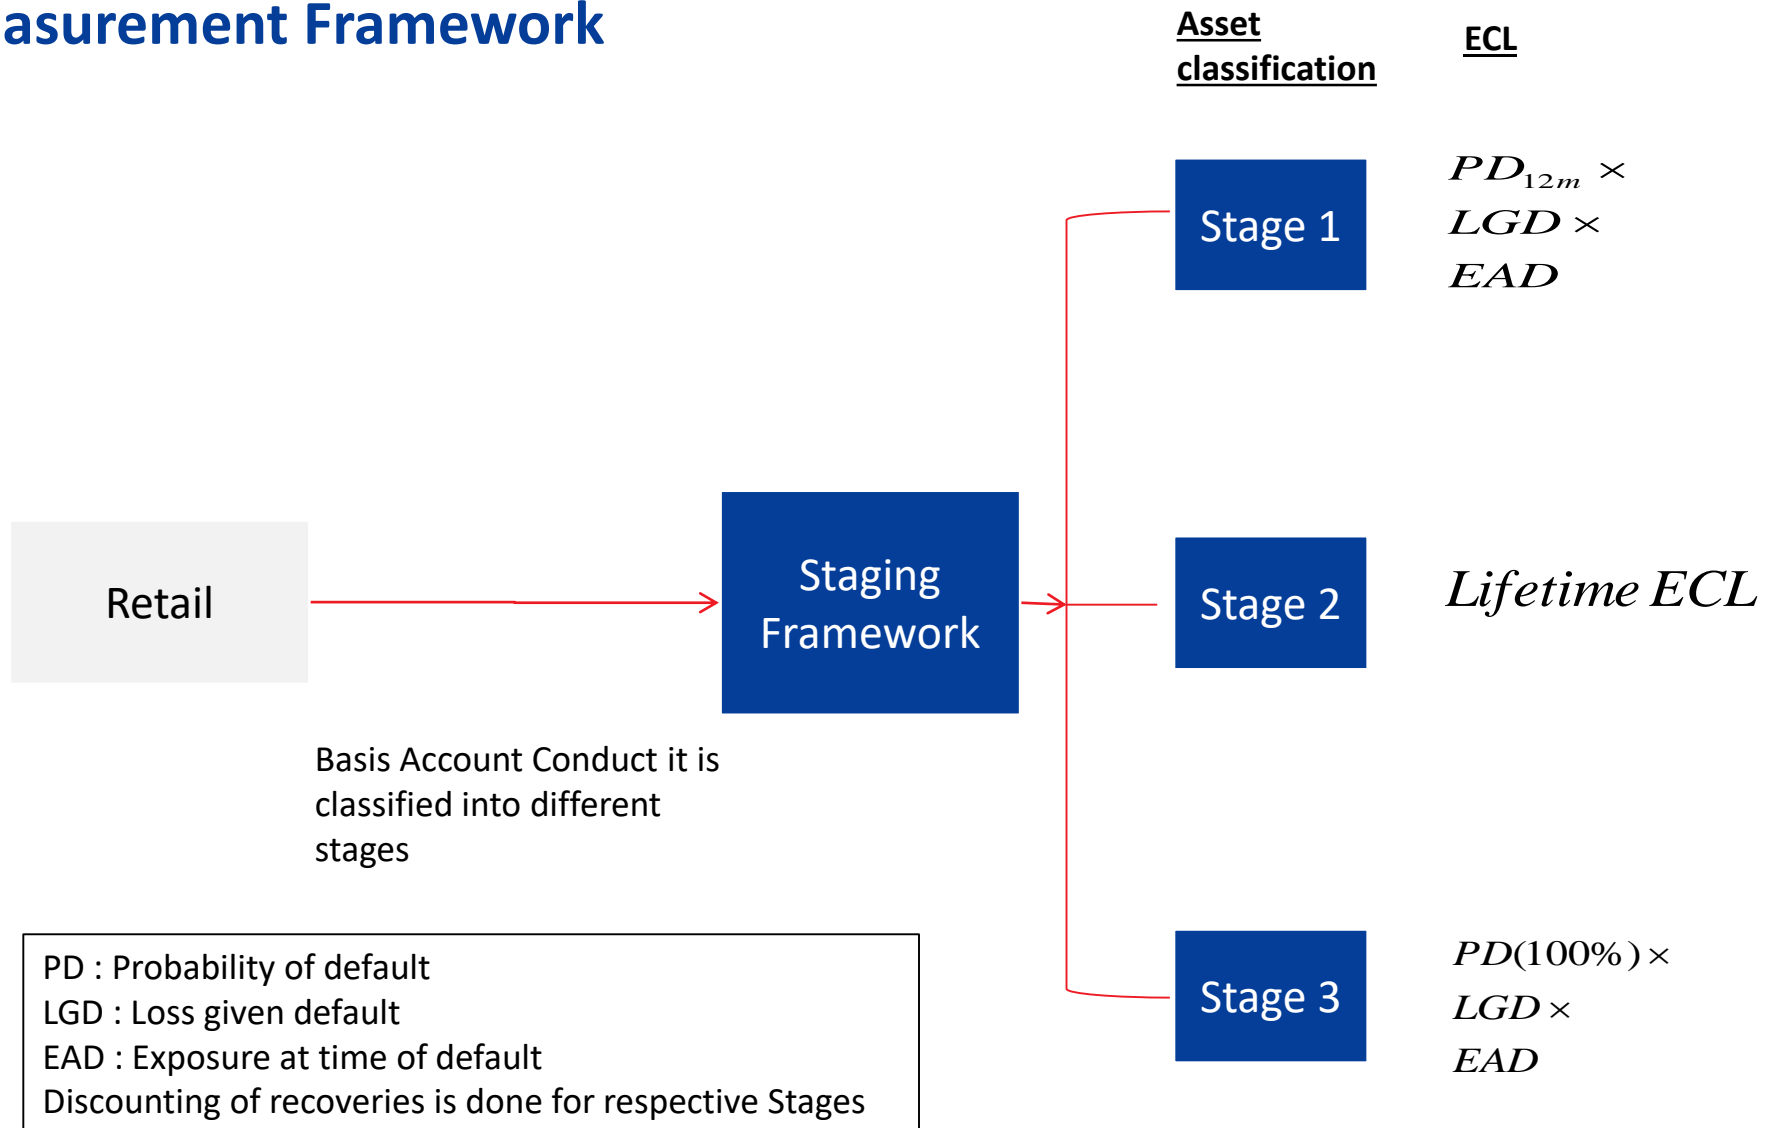 asurement Framework
Asset
classification
ECL
PD12m ×
LGD ×
EAD
Stage 1
Retail
Staging
Framework
Stage 2
Lifetime ECL
Basis Account Conduct it is
classified into different
stages
Stage 3
PD(100%) ×
LGD ×
EAD
PD : Probability of default
LGD : Loss given default
EAD : Exposure at time of default
Discounting of recoveries is done for respective Stages